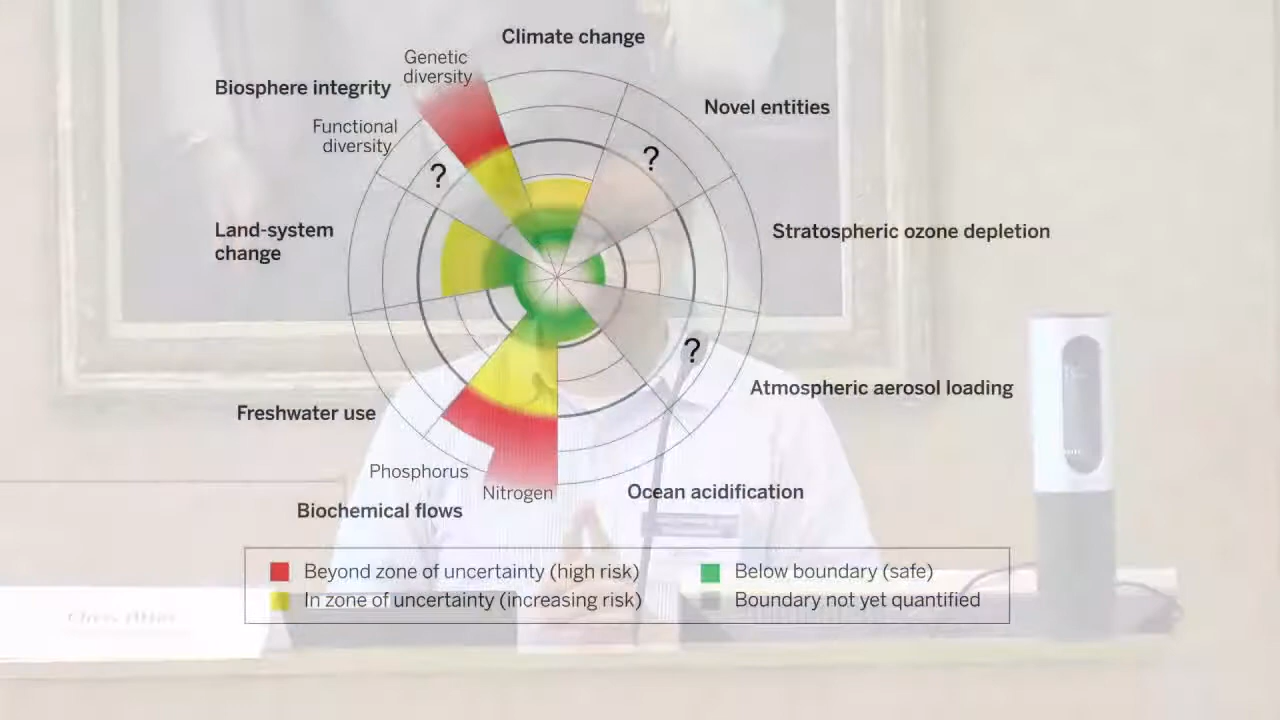 Climate change
Genetic
diversity
Biosphere integrity
Novel entities
Functional
diversity
?
?
Land-system
change
Stratospheric ozone depletion
?
Atmospheric aerosol loading
Freshwater use
Phosphorus
Nitrogen
Ocean acidification
Biochemical flows
Beyond zone of uncertainty (high risk)
In zone of uncertainty (increasing risk)
Below boundary (safe)
Boundary not yet quantified